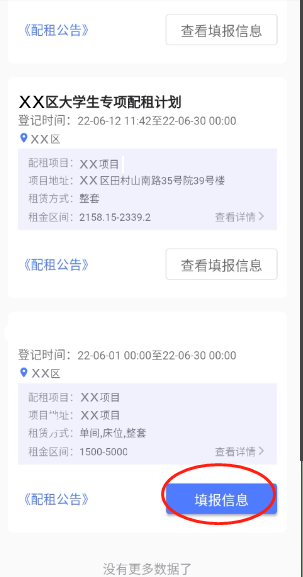 《配租公告》
查看填报信息
XX区大学生专项配租计划
登记时间：22-06-12 11:42至22-06-30 00:00
XX区
配租项目：XX项目
项目地址：XX区田村山南路35号院39号楼
租赁方式：整套
租金区间：2158.15-2339.2
查看详情 >
《配租公告》
查看填报信息
登记时间：22-06-01 00:00至22-06-30 00:00
XX区
配租项目：XX项目
项目地址：XX项目
租赁方式：单间,床位,整套
租金区间：1500-5000
查看详情 >
《配租公告》
填报信息
没有更多数据了